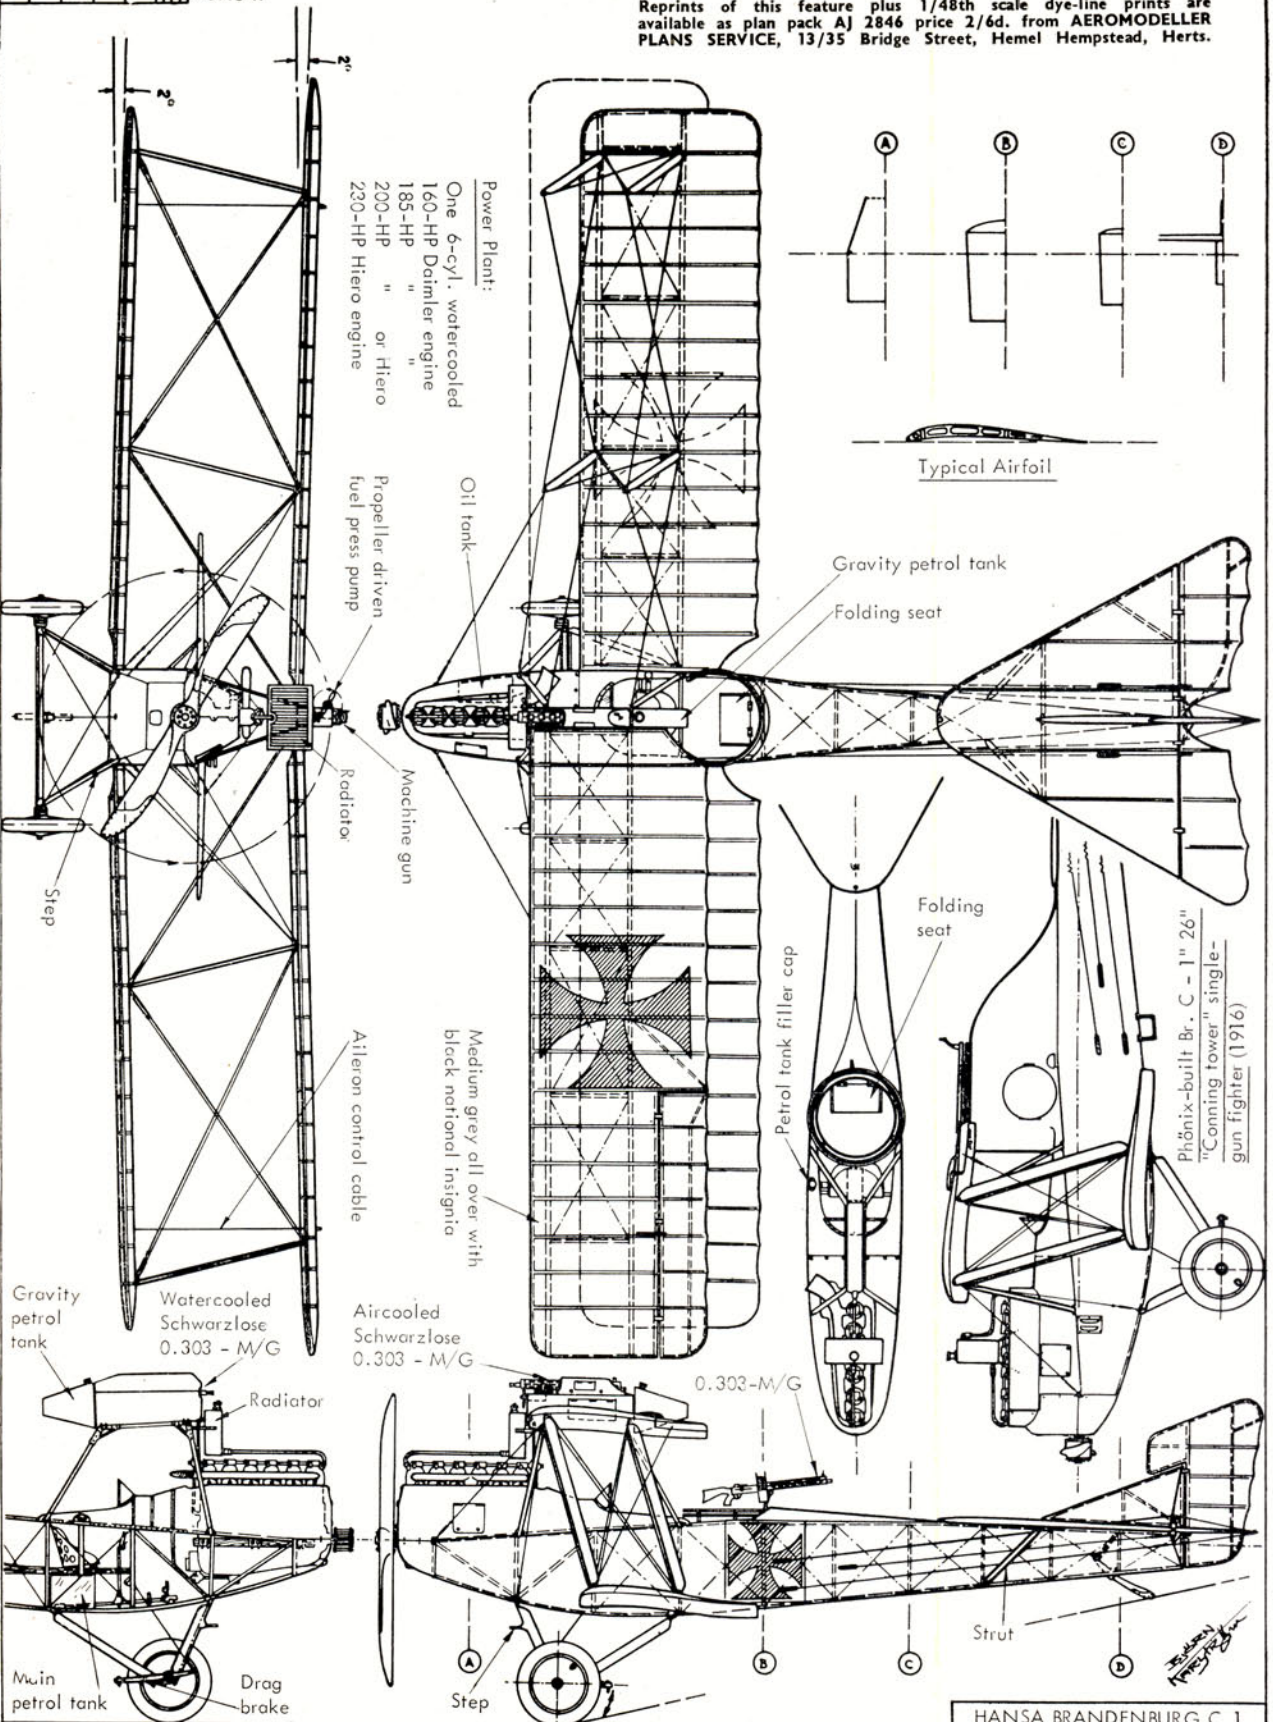 Reprints of this feature plus 1/48th scale dye-line prints are
available as plan pack AJ 2846 price 2/6d. from AEROMODELLER
PLANS SERVICE, 13/35 Bridge Street, Hemel Hempstead, Herts.
2°
2°
A
B
C
D
Power Plant:
One 6-cyl. watercooled
160-HP Daimler engine
185-HP " "
200-HP " or Hiero
230-HP Hiero engine
Typical Airfoil
Oil tank
Propeller driven
fuel press pump
Gravity petrol tank
Folding seat
Radiator
Machine gun
Step
Folding
seat
Petrol tank filler cap
Phönix-built Br. C - 1" 26"
"Conning tower" single-
gun fighter (1916)
Aileron control cable
Medium grey all over with
black national insignia
Gravity
petrol
tank
Watercooled
Schwarzlose
0.303 - M/G
Radiator
Aircooled
Schwarzlose
0.303 - M/G
0.303-M/G
Main
petrol tank
Drag
brake
Step
Strut
A
B
C
D
HANSA BRANDENBURG C 1